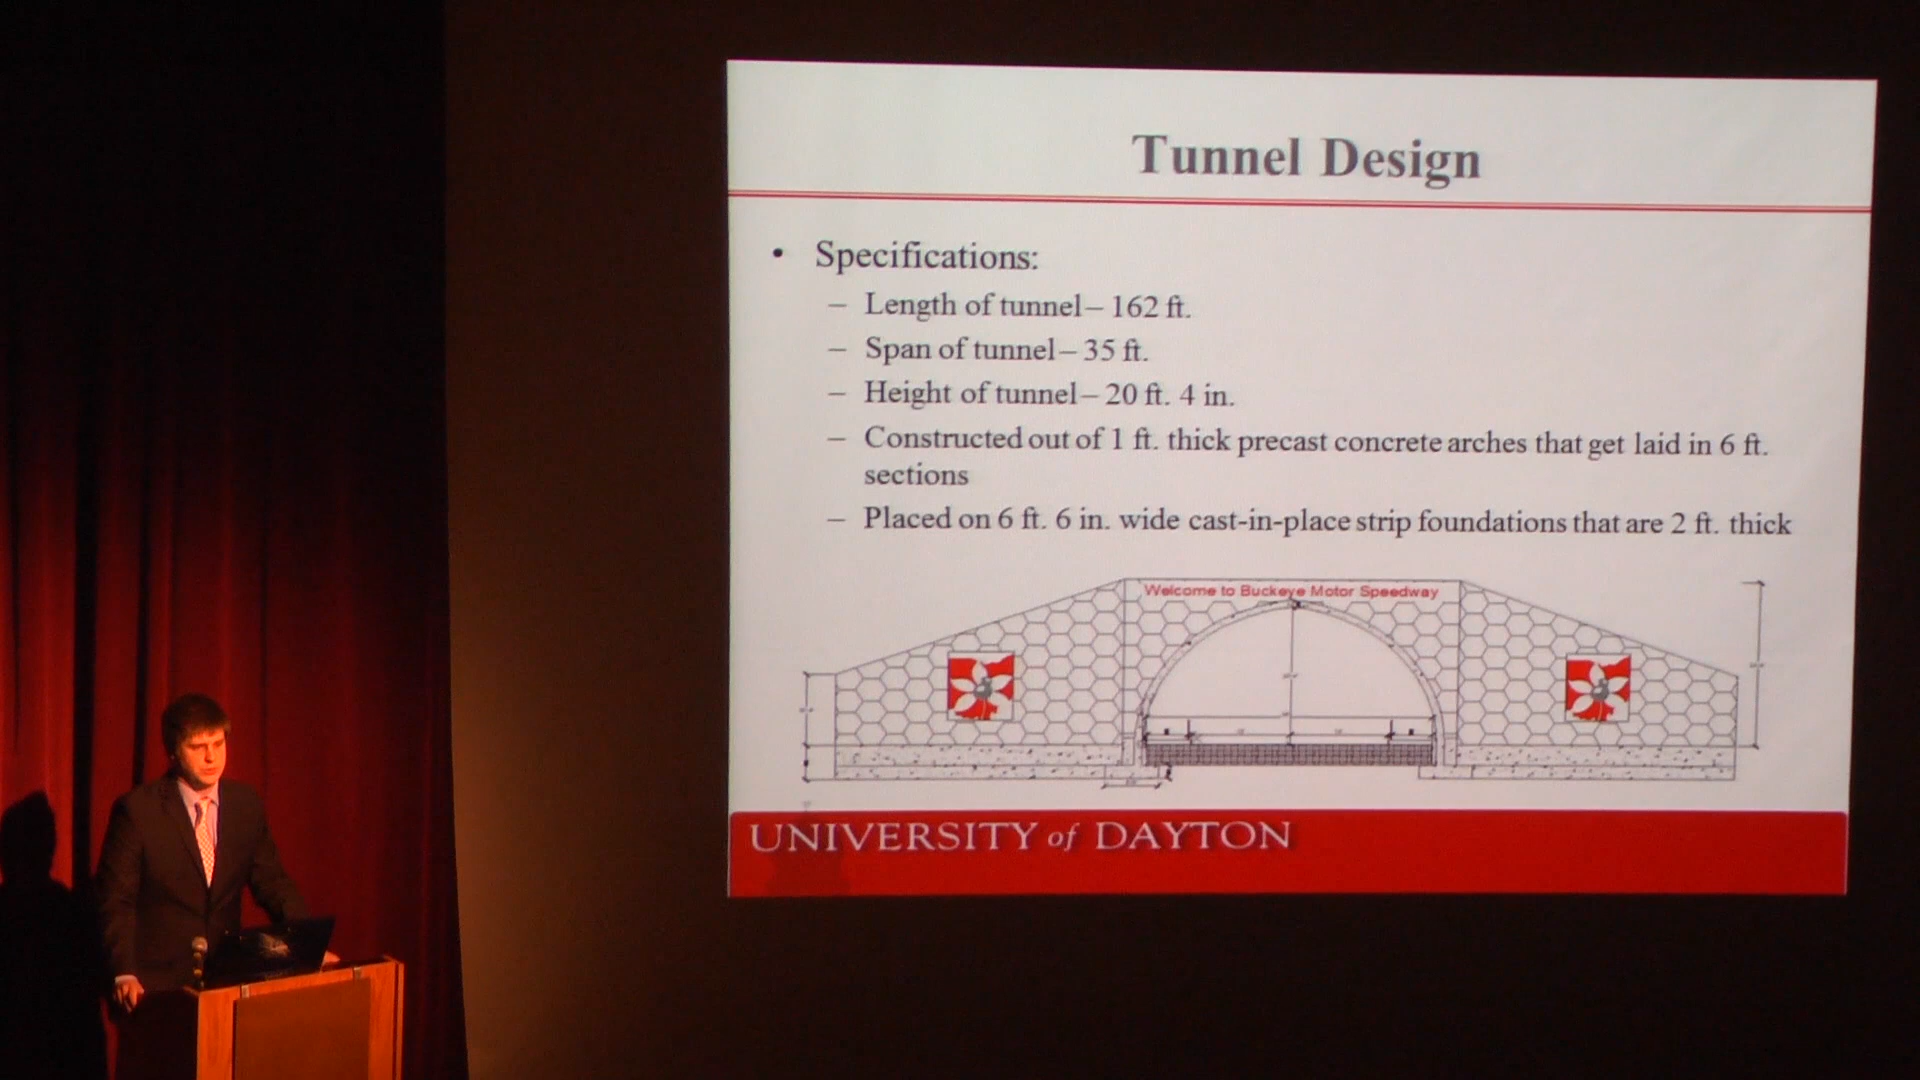 Tunnel Design
• Specifications:
– Length of tunnel – 162 ft.
– Span of tunnel – 35 ft.
– Height of tunnel – 20 ft. 4 in.
– Constructed out of 1 ft. thick precast concrete arches that get laid in 6 ft.
sections
– Placed on 6 ft. 6 in. wide cast-in-place strip foundations that are 2 ft. thick
Welcome to Buckeye Motor Speedway
UNIVERSITY of DAYTON